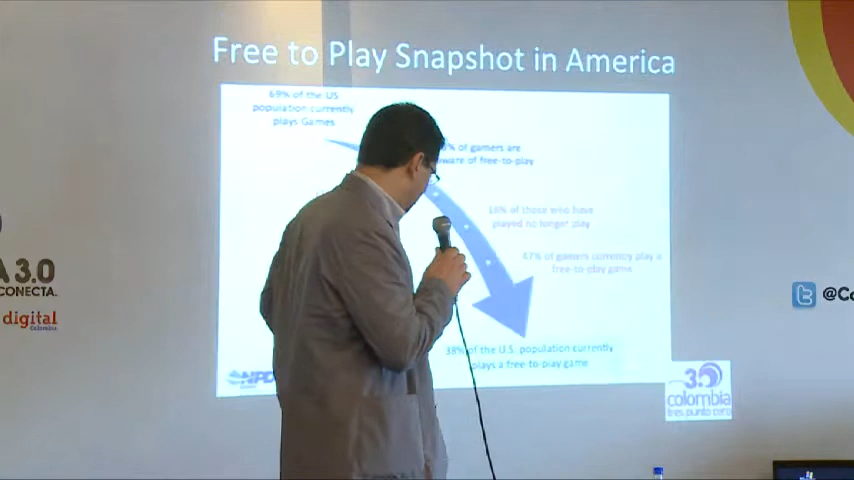 Free to Play Snapshot in America
69% of the US
population currently
plays Games
% of gamers are
aware of free-to-play
of those who have
played no longer play
47% of gamers currently play a
free-to-play game
38% of the U.S. population currently
plays a free-to-play game
NPD
A 3.0
CONECTA.
digital
3.0
colombia
tres punto cero
@Co